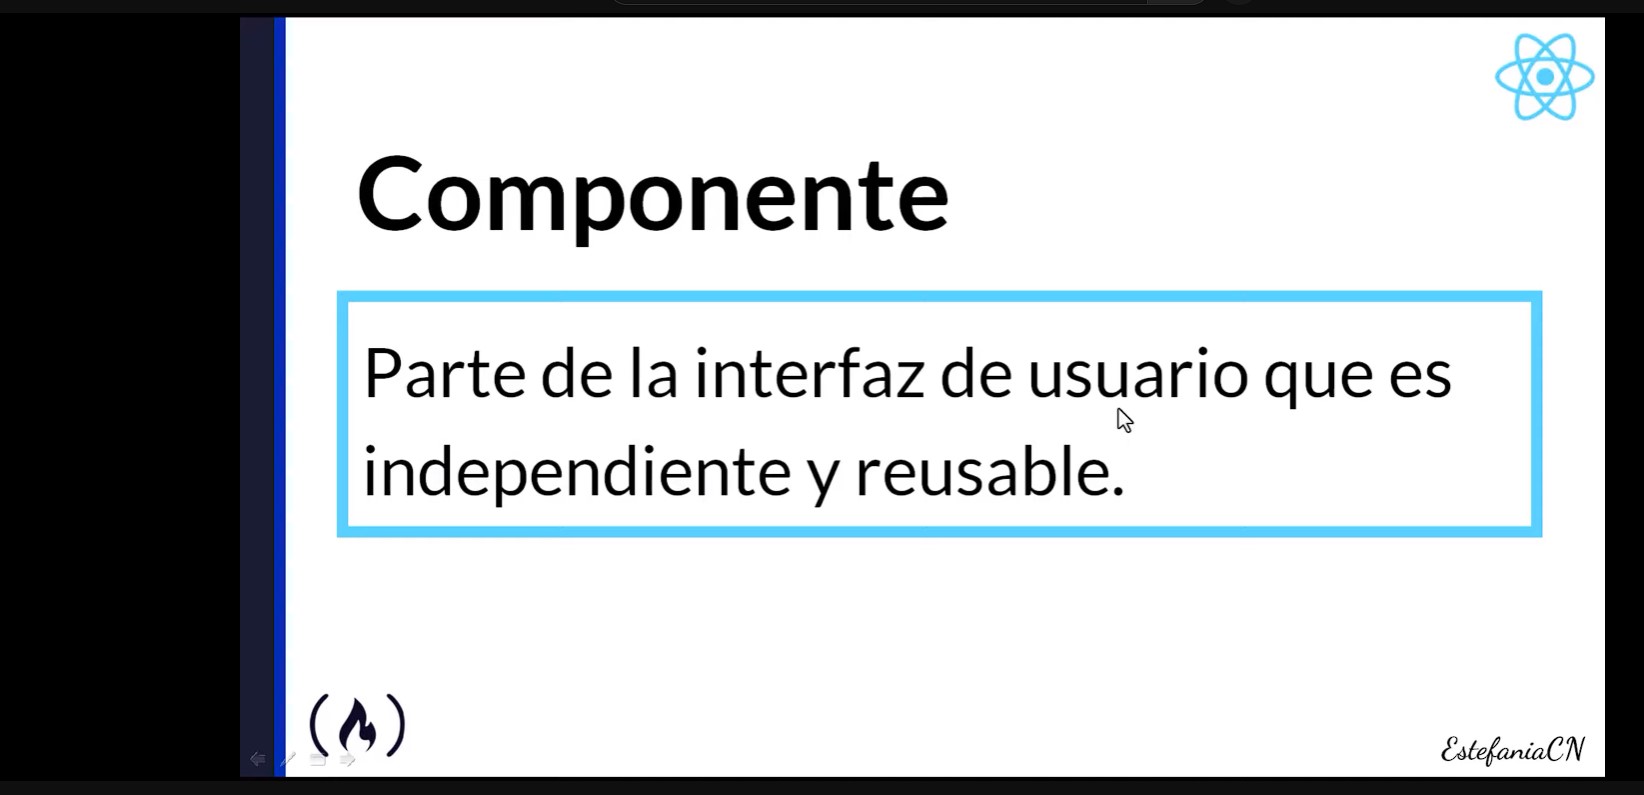 Componente
Parte de la interfaz de usuario que es
independiente y reusable.
EstefaniaCN